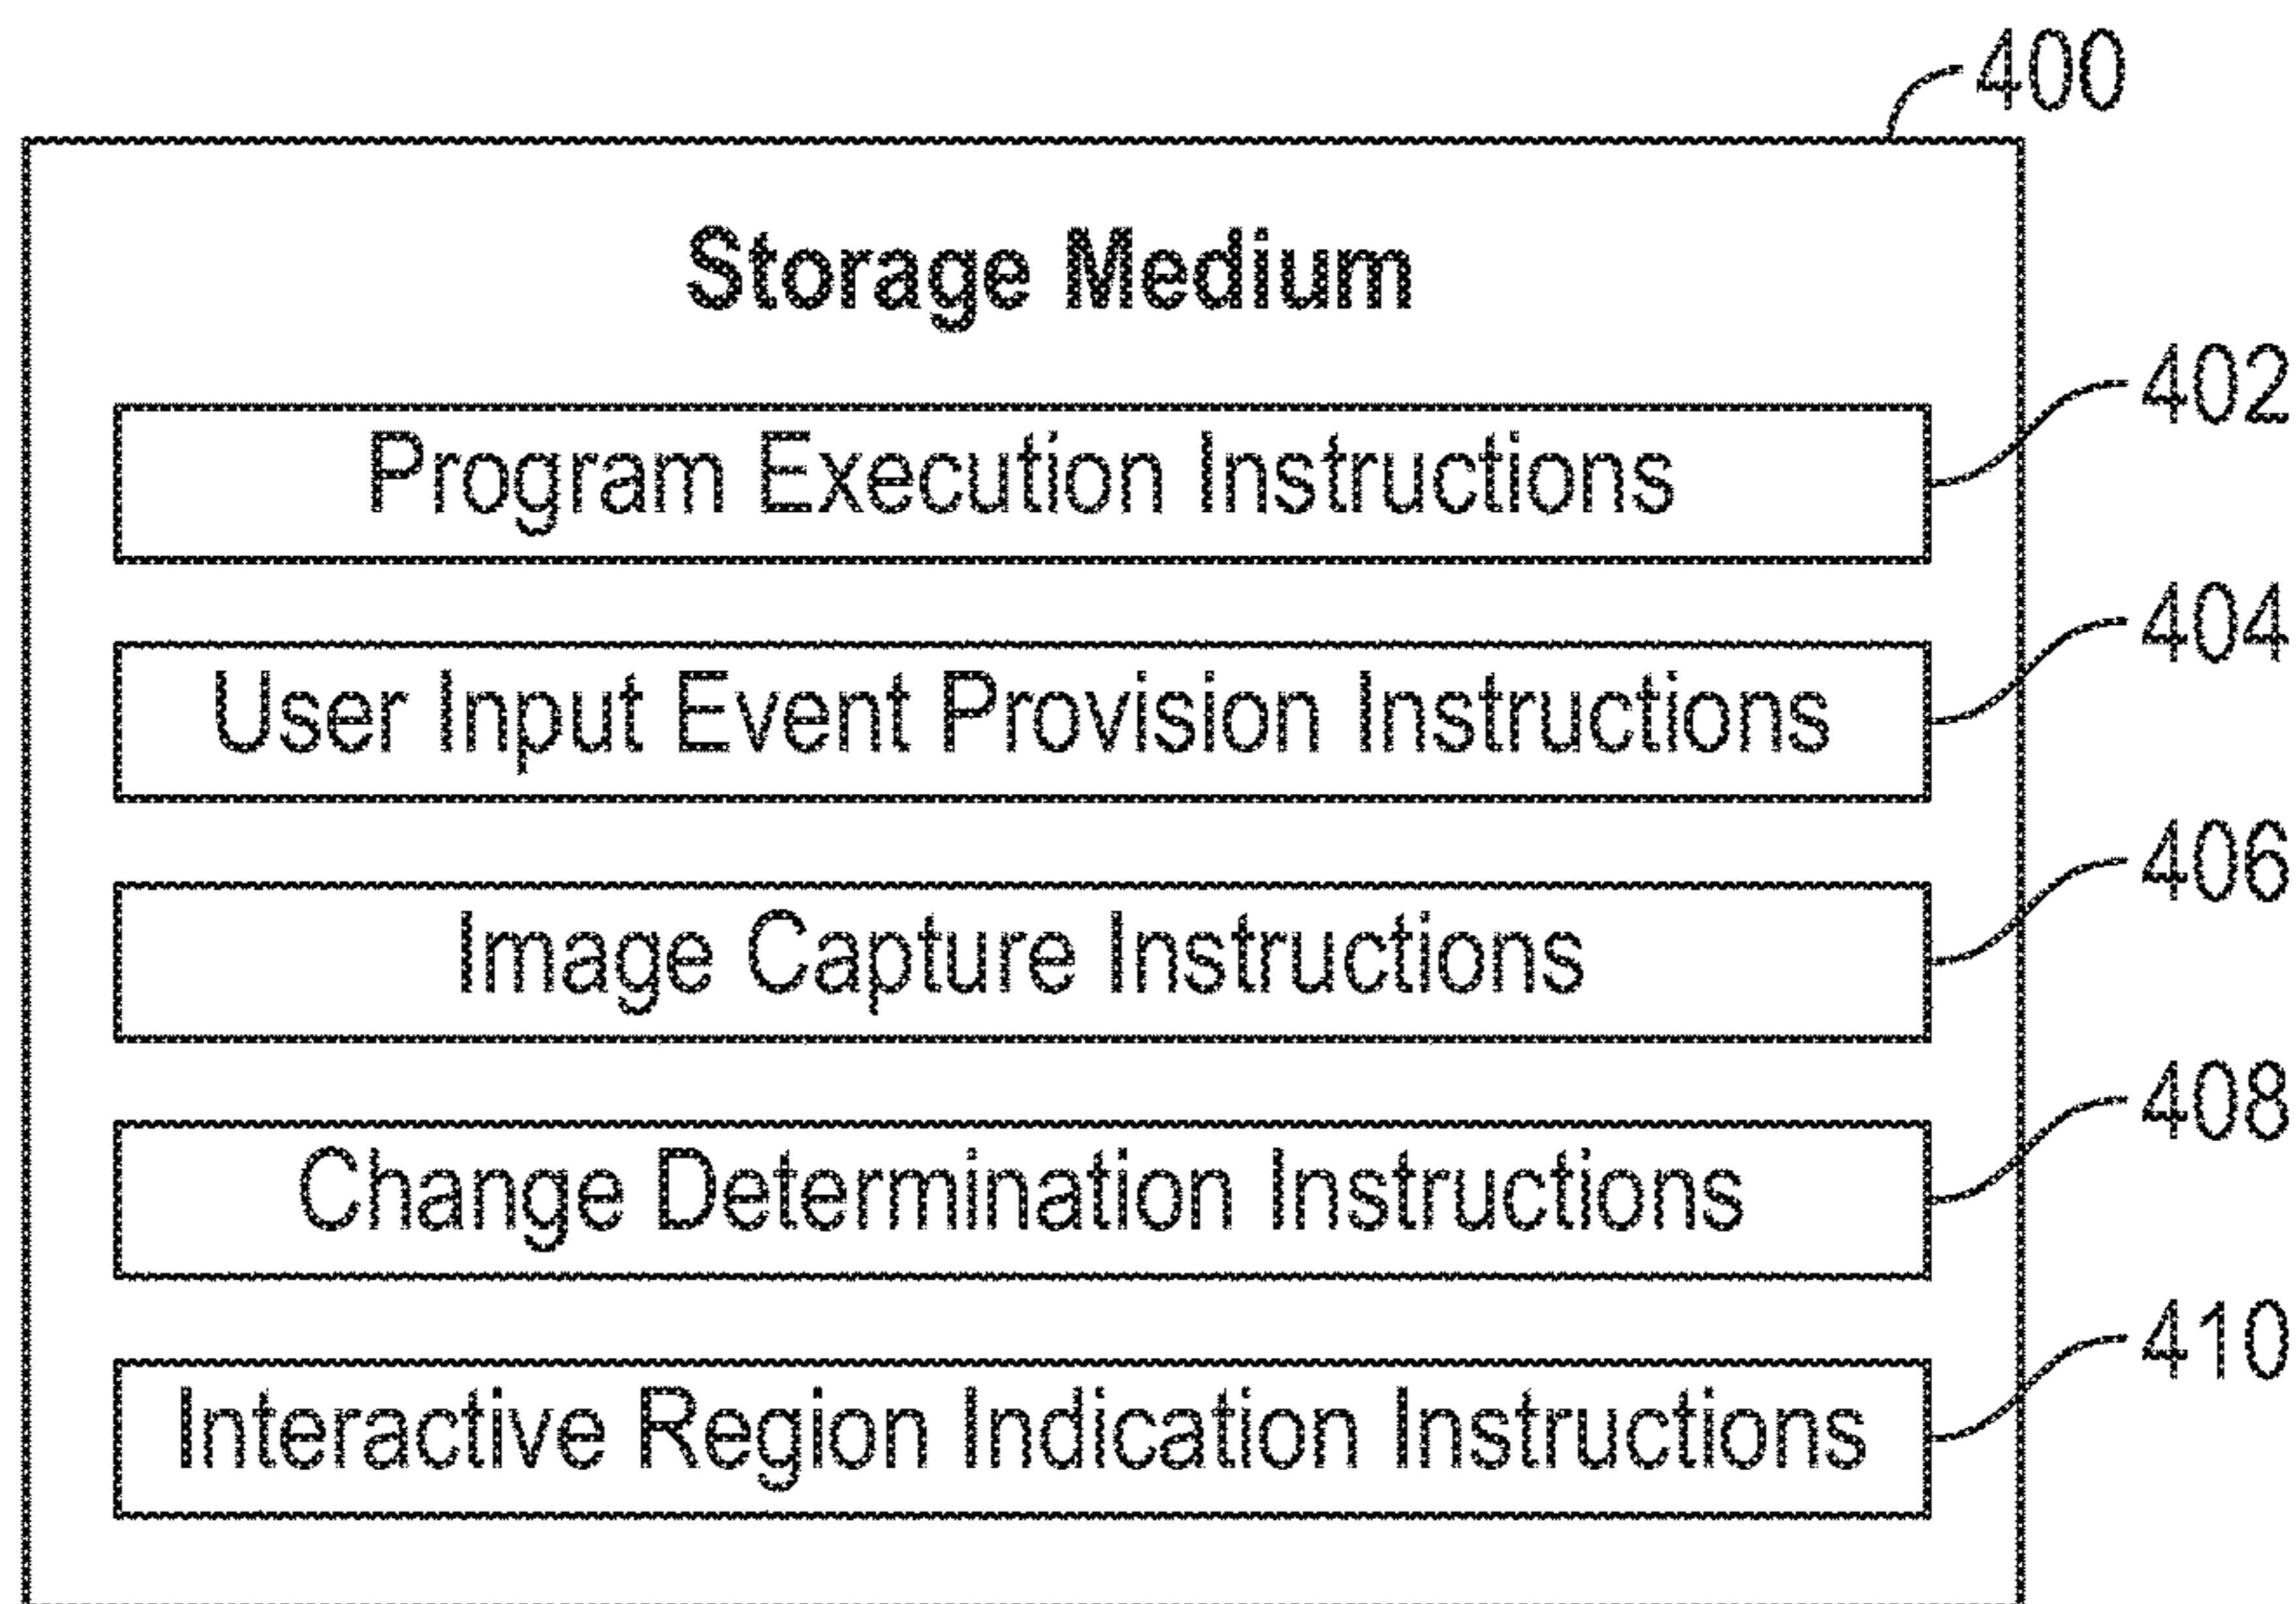 400
Storage Medium
Program Execution Instructions
402
User Input Event Provision Instructions
404
Image Capture Instructions
406
Change Determination Instructions
408
Interactive Region Indication Instructions
410